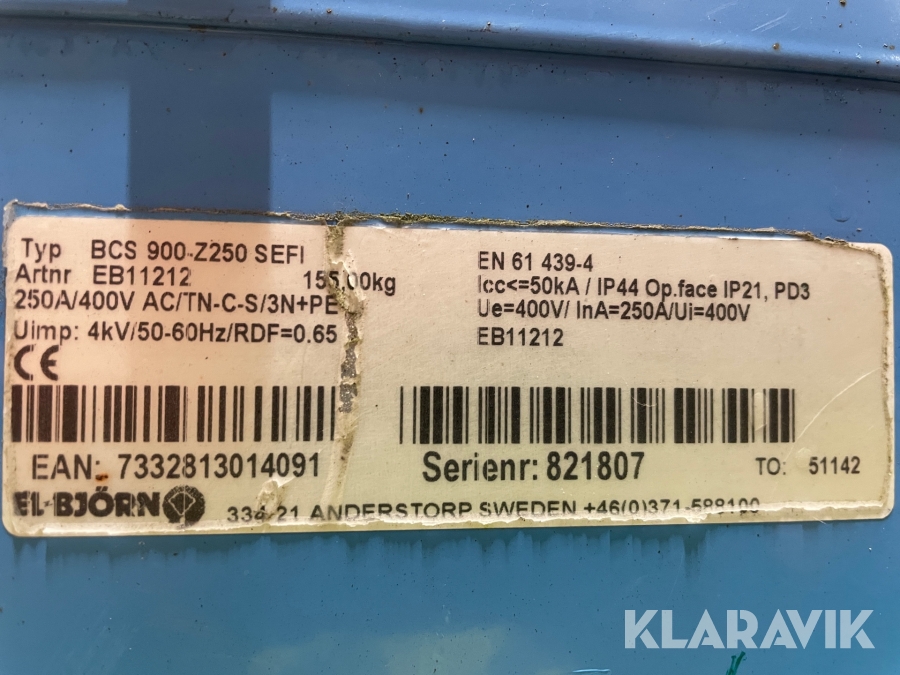 Typ BCS 900-Z250 SEFI
Artnr EB11212 155,00kg
250A/400V AC/TN-C-S/3N+PE
Uimp: 4kV/50-60Hz/RDF=0.65
CE
EN 61 439-4
Icc<=50kA / IP44 Op.face IP21, PD3
Ue=400V/ InA=250A/Ui=400V
EB11212
EAN: 7332813014091
Serienr: 821807
TO: 51142
EL-BJÖRN
334 21 ANDERSTORP SWEDEN +46(0)371-588100
KLARAVIK